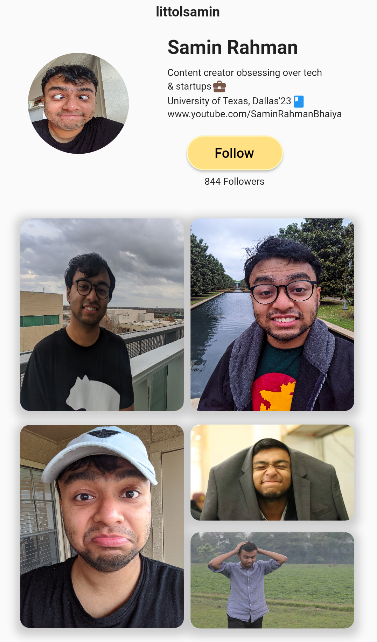 littolsamin
Samin Rahman
Content creator obsessing over tech
& startups💼
University of Texas, Dallas'23📘
www.youtube.com/SaminRahmanBhaiya
Follow
844 Followers